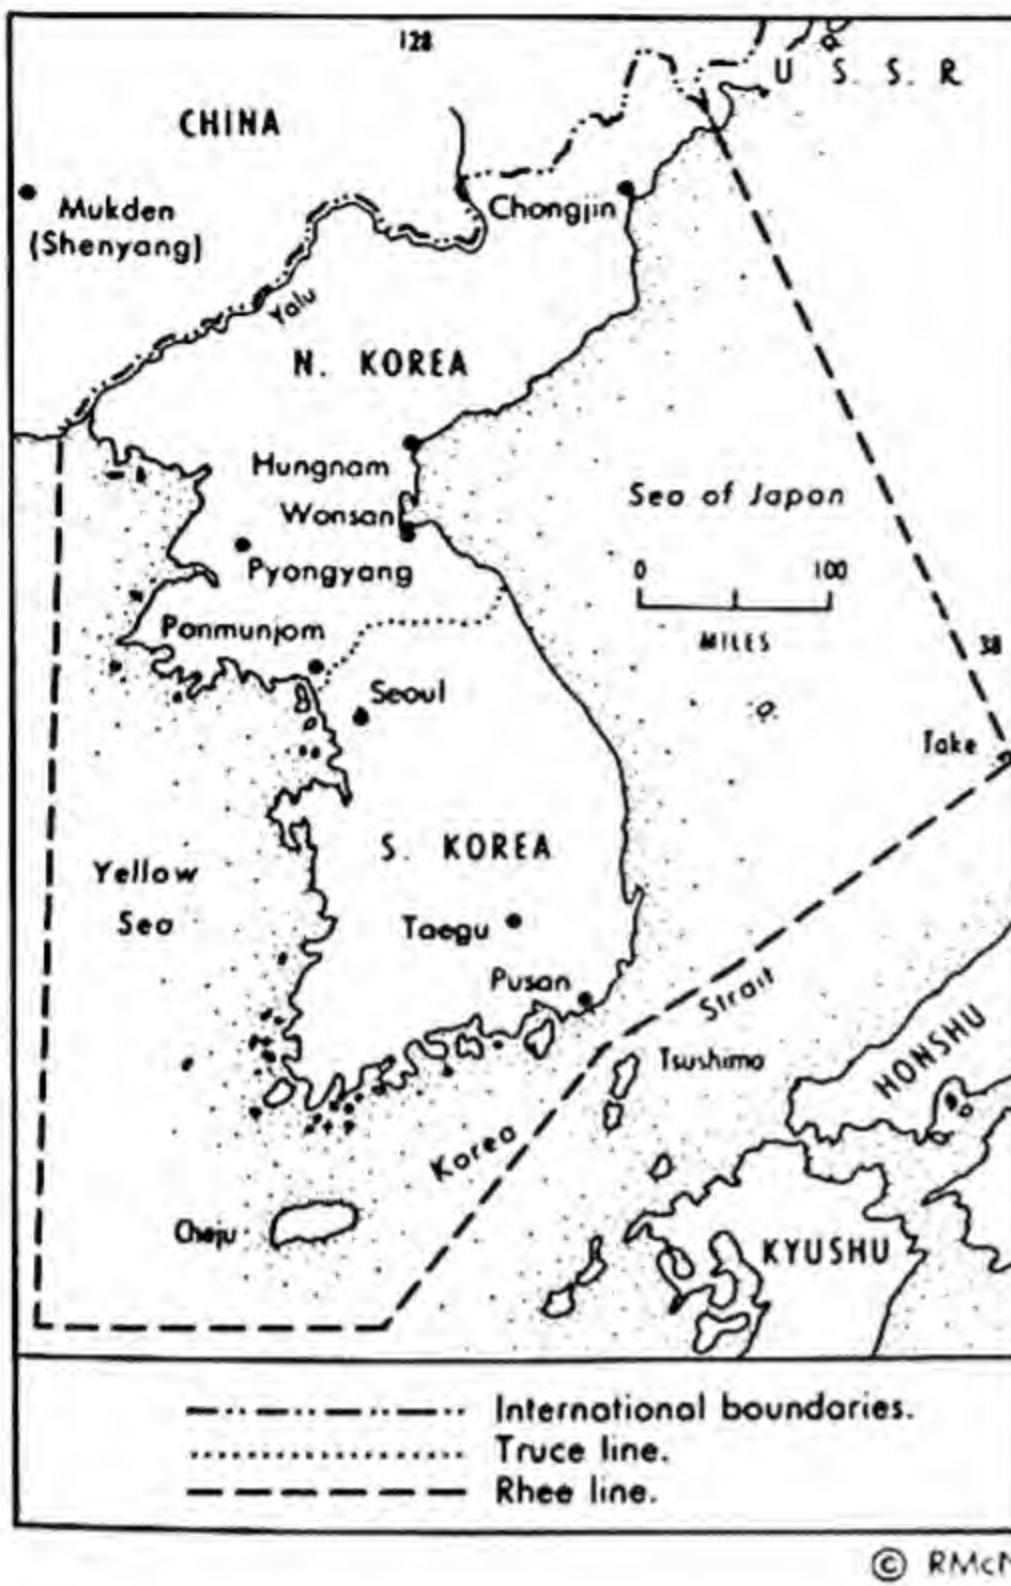 128
U. S. S. R
CHINA
Mukden
(Shenyang)
Chongjin
Yalu
N. KOREA
Hungnam
Wonsan
Sea of Japan
Pyongyang
0 100
MILES
Panmunjom
38
Seoul
Take
S. KOREA
Yellow
Sea
Taegu
Pusan
Korea Strait
Tsushima
HONSHU
Cheju
KYUSHU
International boundaries.
Truce line.
Rhee line.
© RMcN